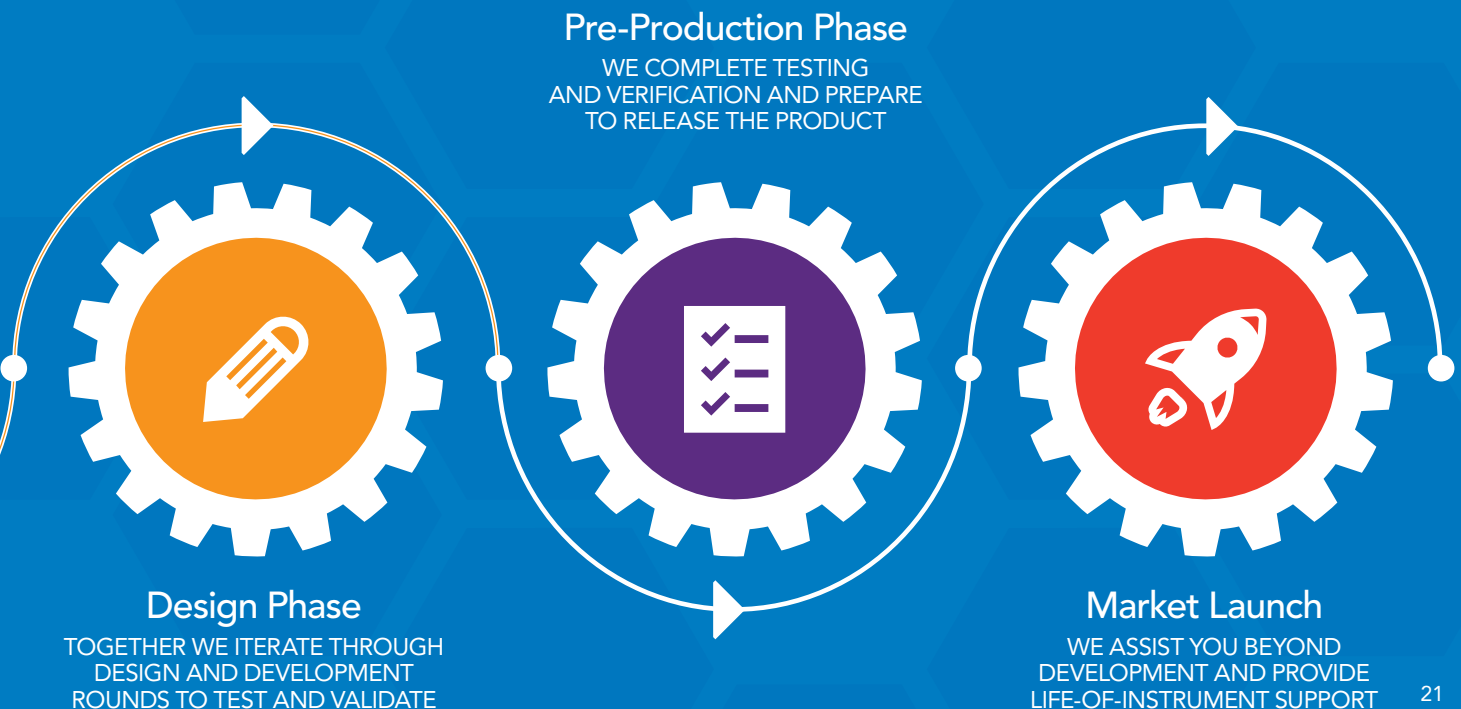 Pre-Production Phase
WE COMPLETE TESTING
AND VERIFICATION AND PREPARE
TO RELEASE THE PRODUCT
Design Phase
TOGETHER WE ITERATE THROUGH
DESIGN AND DEVELOPMENT
ROUNDS TO TEST AND VALIDATE
Market Launch
WE ASSIST YOU BEYOND
DEVELOPMENT AND PROVIDE
LIFE-OF-INSTRUMENT SUPPORT
21